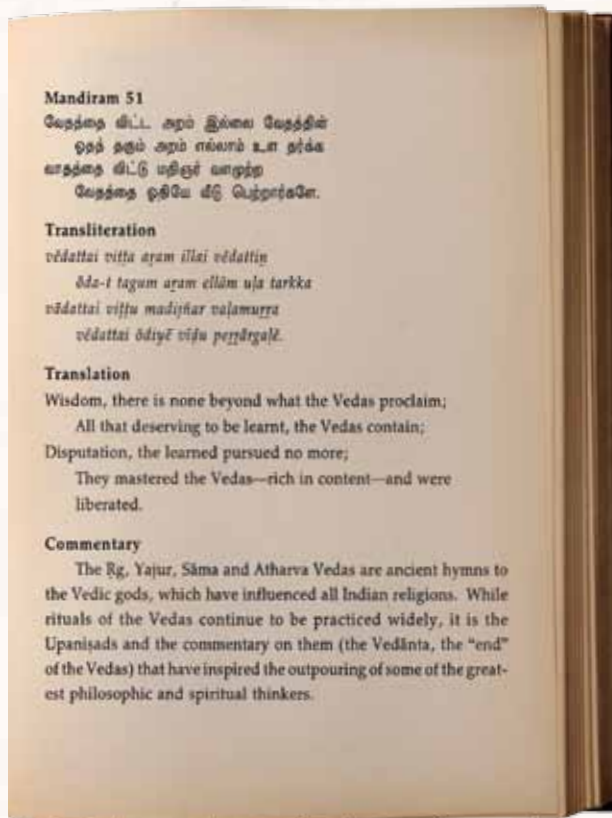 Mandiram 51
வேதத்தை விட்ட அறம் இல்லை வேதத்தின்
ஓதத் தகும் அறம் எல்லாம் உள தர்க்க
வாதத்தை விட்டு மதிஞர் வளமுற்ற
வேதத்தை ஓதியே வீடு பெற்றார்களே.
Transliteration
vēdattai viṭṭa aṟam illai vēdattiṉ
ōda-t tagum aṟam ellām uḷa tarkka
vādattai viṭṭu madijñar vaḷamuṟṟa
vēdattai ōdiyē vīḍu peṟṟārgaḷē.
Translation
Wisdom, there is none beyond what the Vedas proclaim;
All that deserving to be learnt, the Vedas contain;
Disputation, the learned pursued no more;
They mastered the Vedas—rich in content—and were
liberated.
Commentary
The Ṛg, Yajur, Sāma and Atharva Vedas are ancient hymns to
the Vedic gods, which have influenced all Indian religions. While
rituals of the Vedas continue to be practiced widely, it is the
Upaniṣads and the commentary on them (the Vedānta, the “end”
of the Vedas) that have inspired the outpouring of some of the great-
est philosophic and spiritual thinkers.